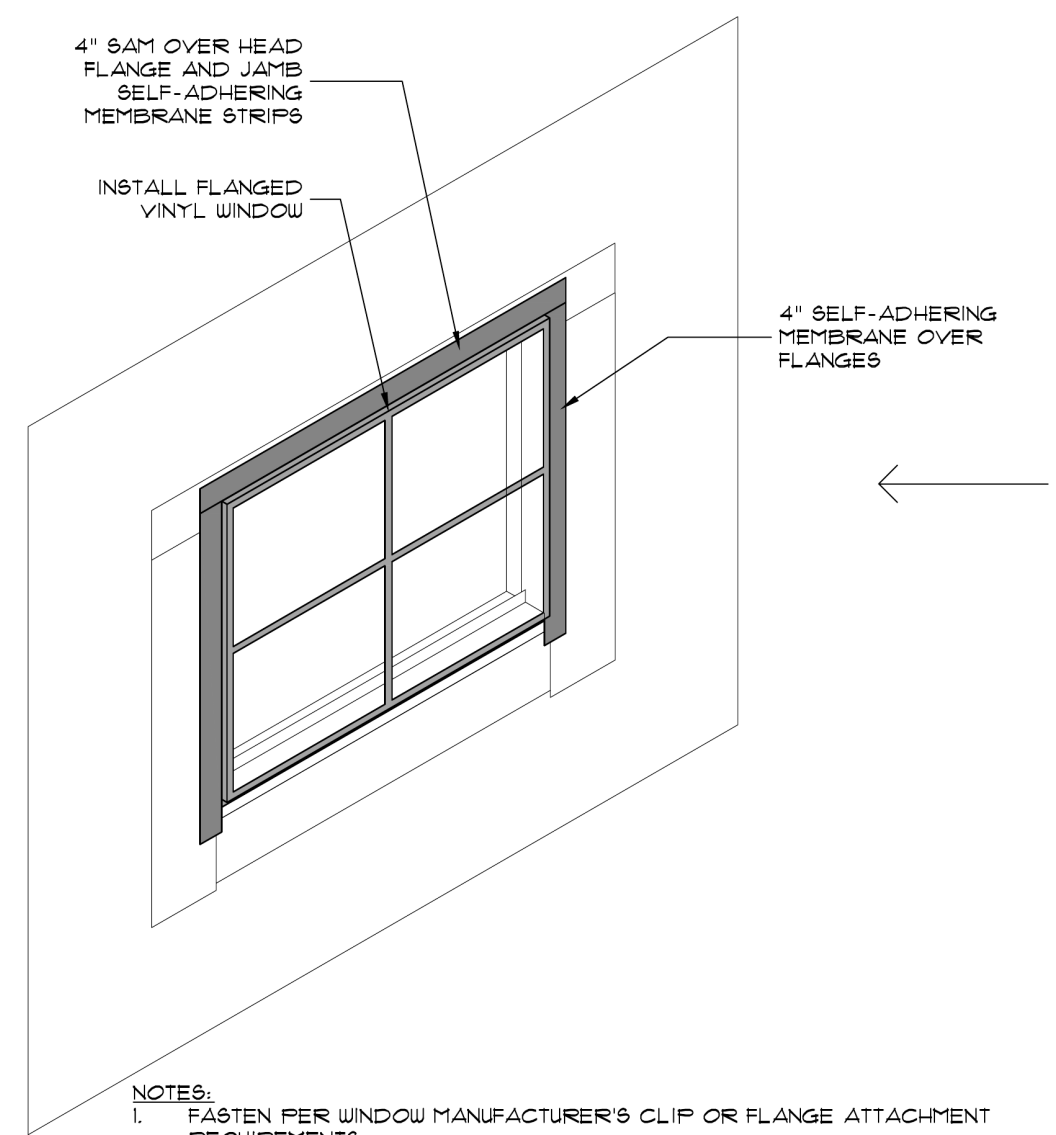 4" SAM OVER HEAD
FLANGE AND JAMB
SELF-ADHERING
MEMBRANE STRIPS
INSTALL FLANGED
VINYL WINDOW
4" SELF-ADHERING
MEMBRANE OVER
FLANGES
NOTES:
1. FASTEN PER WINDOW MANUFACTURER'S CLIP OR FLANGE ATTACHMENT
REQUIREMENTS